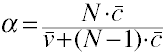 α = N · c̄ / v̄ + (N − 1) · c̄